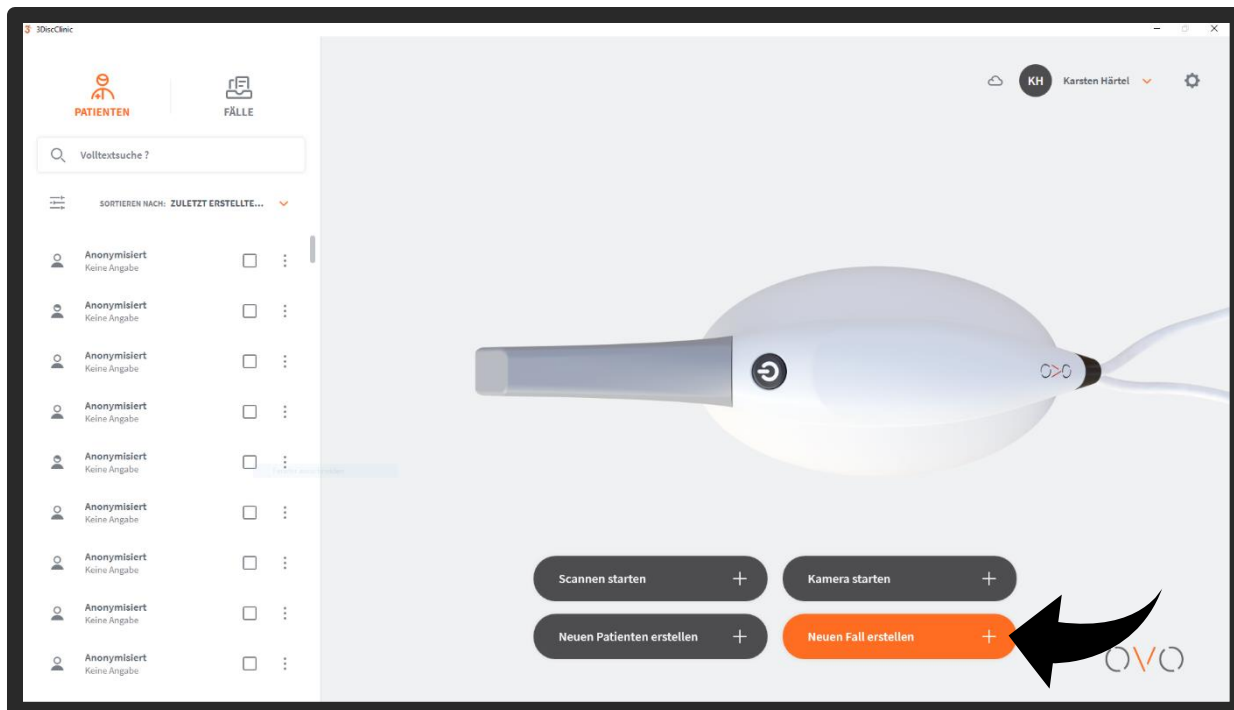 3DiscClinic
PATIENTEN
FÄLLE
KH
Karsten Härtel
Volltextsuche ?
SORTIEREN NACH: ZULETZT ERSTELLTE...
Anonymisiert
Keine Angabe
Anonymisiert
Keine Angabe
Anonymisiert
Keine Angabe
Anonymisiert
Keine Angabe
Anonymisiert
Keine Angabe
Anonymisiert
Keine Angabe
Anonymisiert
Keine Angabe
Anonymisiert
Keine Angabe
Anonymisiert
Keine Angabe
Scannen starten
Kamera starten
Neuen Patienten erstellen
Neuen Fall erstellen
OVO